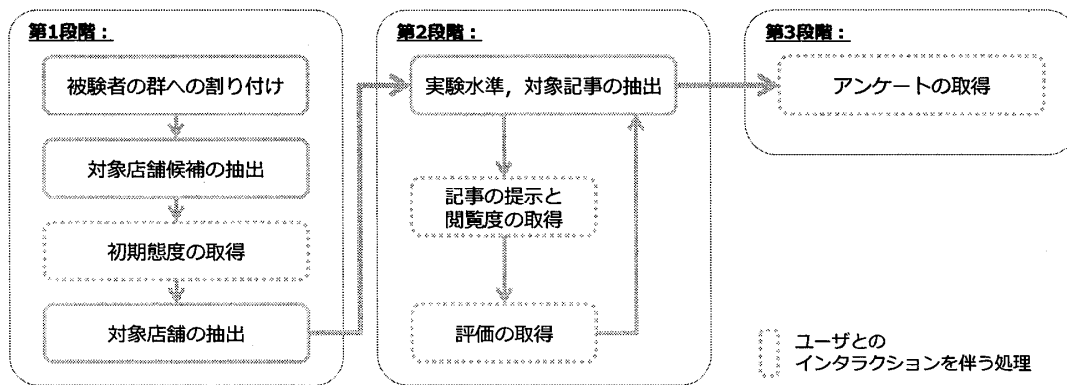 第1段階：
被験者の群への割り付け
対象店舗候補の抽出
初期態度の取得
対象店舗の抽出
第2段階：
実験水準，対象記事の抽出
記事の提示と
閲覧度の取得
評価の取得
第3段階：
アンケートの取得
ユーザとの
インタラクションを伴う処理